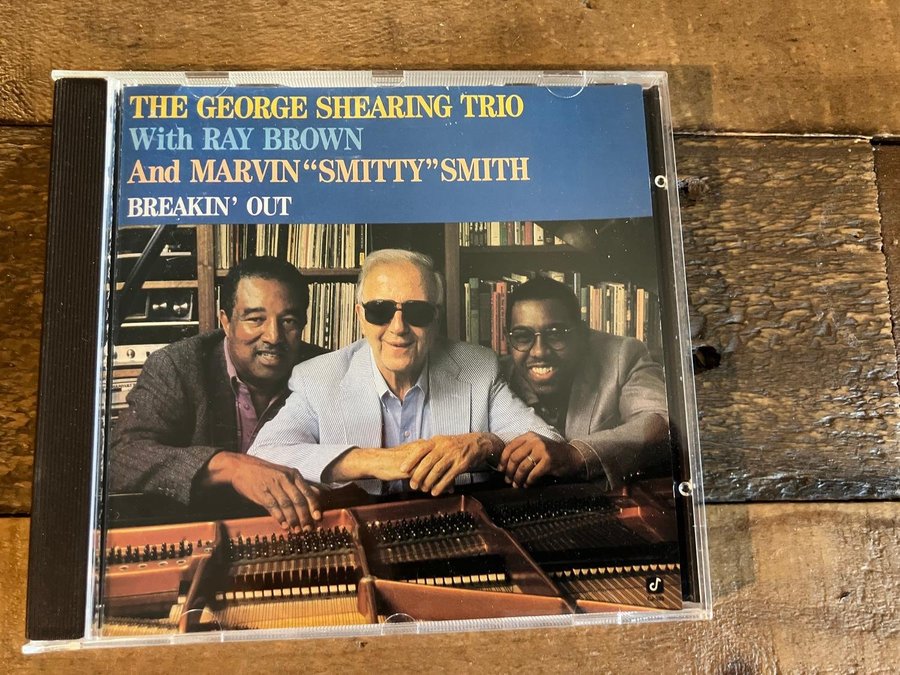 THE GEORGE SHEARING TRIO
With RAY BROWN
And MARVIN “SMITTY” SMITH
BREAKIN’ OUT